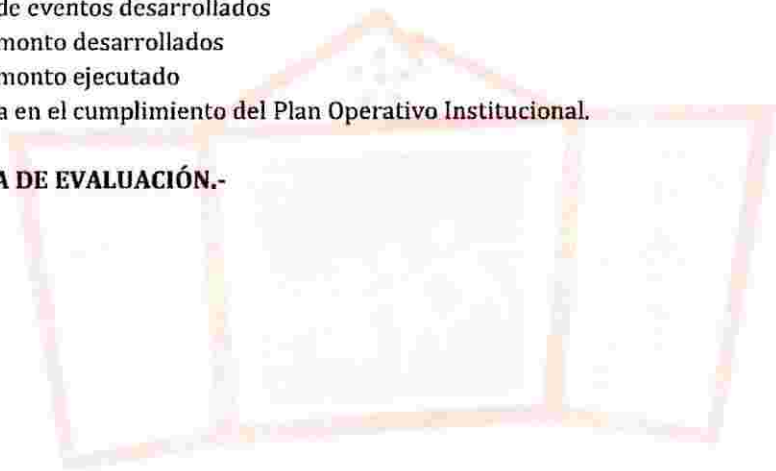 de eventos desarrollados
monto desarrollados
monto ejecutado
a en el cumplimiento del Plan Operativo Institucional.
A DE EVALUACIÓN.-